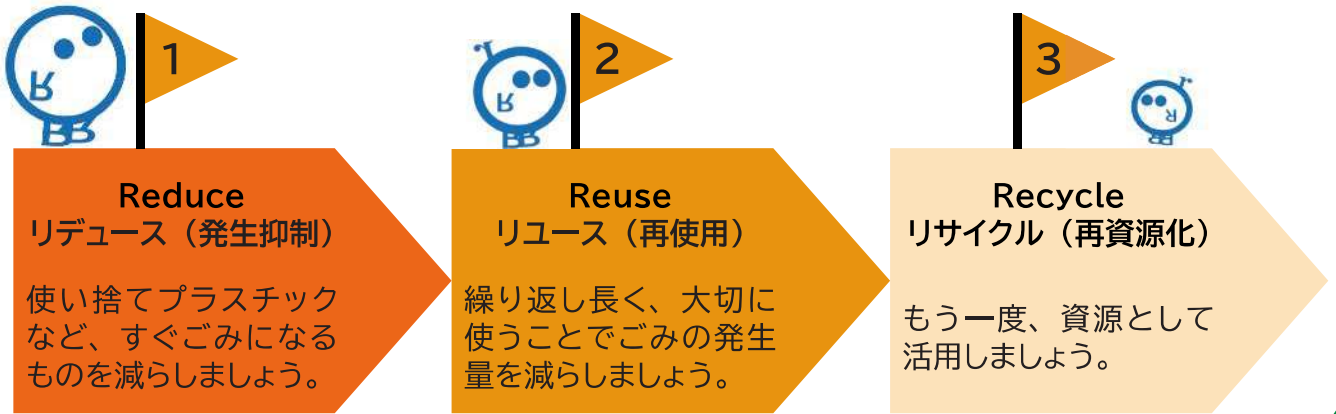 1
Reduce
リデュース（発生抑制）
使い捨てプラスチック
など、すぐごみになる
ものを減らしましょう。
2
Reuse
リユース（再使用）
繰り返し長く、大切に
使うことでごみの発生
量を減らしましょう。
3
Recycle
リサイクル（再資源化）
もう一度、資源として
活用しましょう。